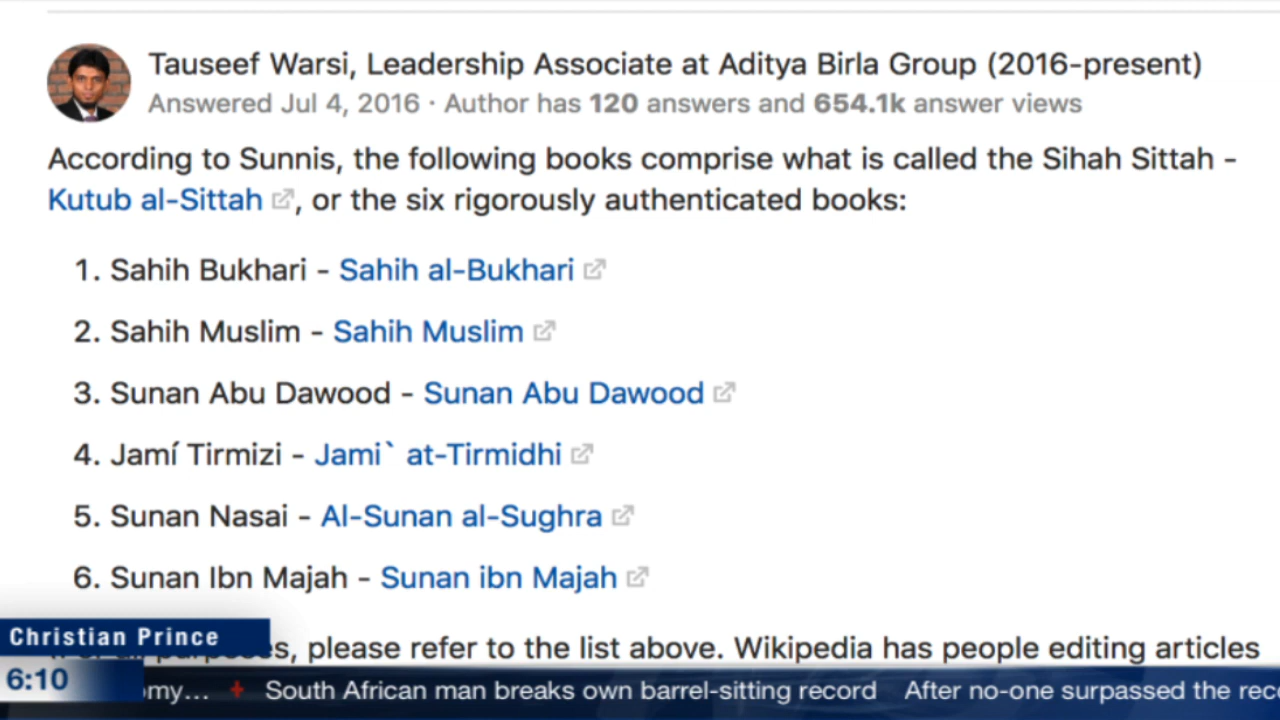 Tauseef Warsi, Leadership Associate at Aditya Birla Group (2016-present)
Answered Jul 4, 2016 · Author has 120 answers and 654.1k answer views
According to Sunnis, the following books comprise what is called the Sihah Sittah -
Kutub al-Sittah, or the six rigorously authenticated books:
1. Sahih Bukhari - Sahih al-Bukhari
2. Sahih Muslim - Sahih Muslim
3. Sunan Abu Dawood - Sunan Abu Dawood
4. Jamí Tirmizi - Jami` at-Tirmidhi
5. Sunan Nasai - Al-Sunan al-Sughra
6. Sunan Ibn Majah - Sunan ibn Majah
please refer to the list above. Wikipedia has people editing articles
Christian Prince
6:10
omy... South African man breaks own barrel-sitting record After no-one surpassed the